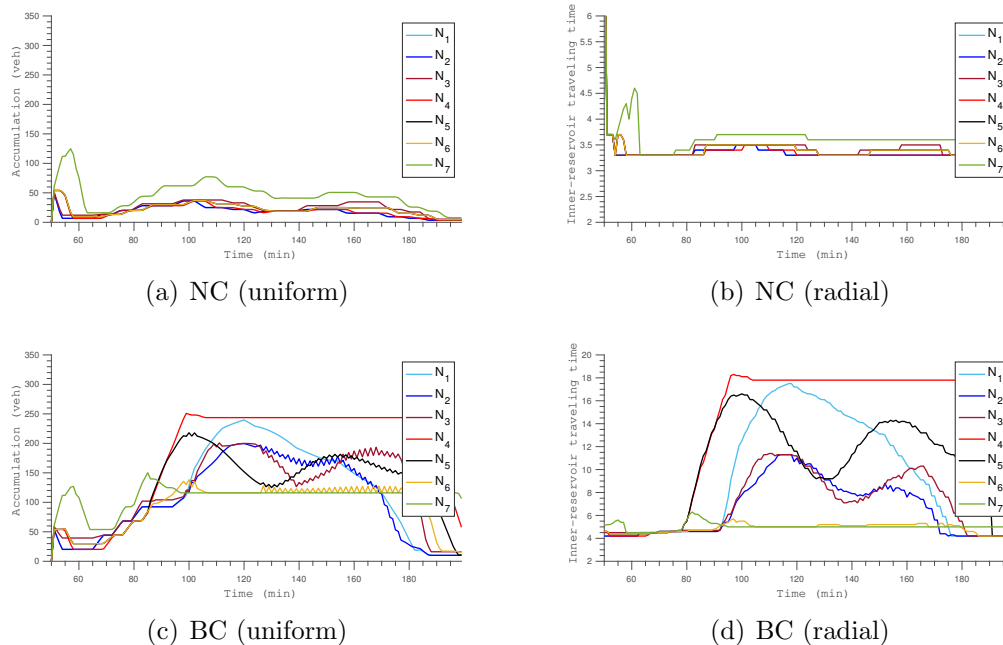 Accumulation (veh)
350
300
250
200
150
100
50
0
60 80 100 120 140 160 180
Time (min)
N1
N2
N3
N4
N5
N6
N7
(a) NC (uniform)
Inner-reservoir traveling time
6
5.5
5
4.5
4
3.5
3
2.5
2
60 80 100 120 140 160 180
Time (min)
N1
N2
N3
N4
N5
N6
N7
(b) NC (radial)
Accumulation (veh)
350
300
250
200
150
100
50
0
60 80 100 120 140 160 180
Time (min)
N1
N2
N3
N4
N5
N6
N7
(c) BC (uniform)
Inner-reservoir traveling time
20
18
16
14
12
10
8
6
4
2
60 80 100 120 140 160 180
Time (min)
N1
N2
N3
N4
N5
N6
N7
(d) BC (radial)